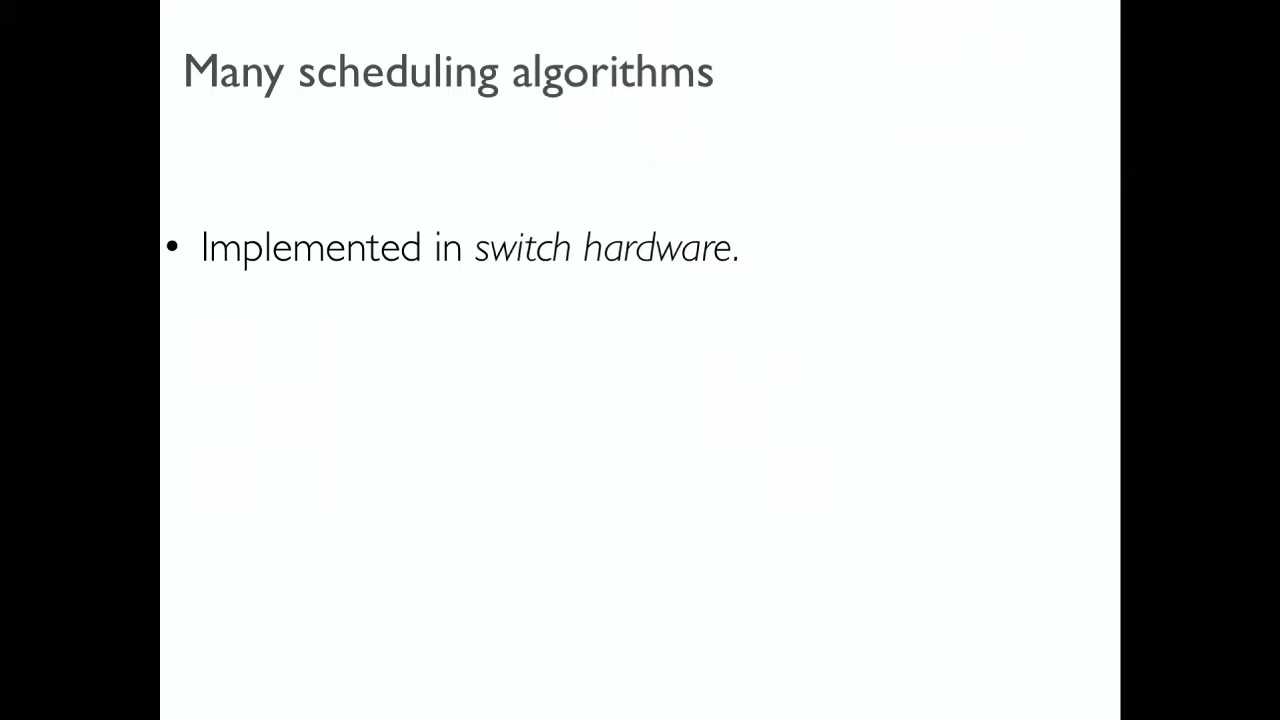 Many scheduling algorithms
• Implemented in switch hardware.